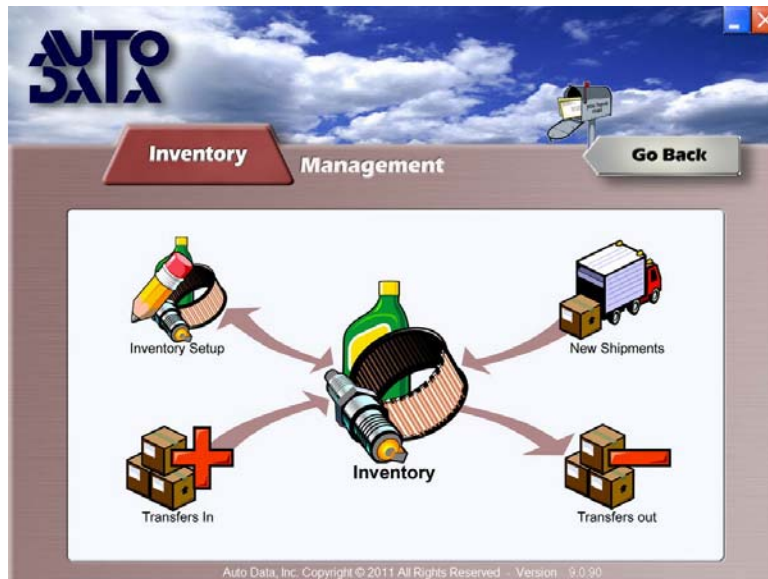 AUTO
DATA
Inventory
Management
Go Back
Inventory Setup
New Shipments
Inventory
Transfers In
Transfers out
Auto Data, Inc. Copyright © 2011 All Rights Reserved - Version 9.0.90